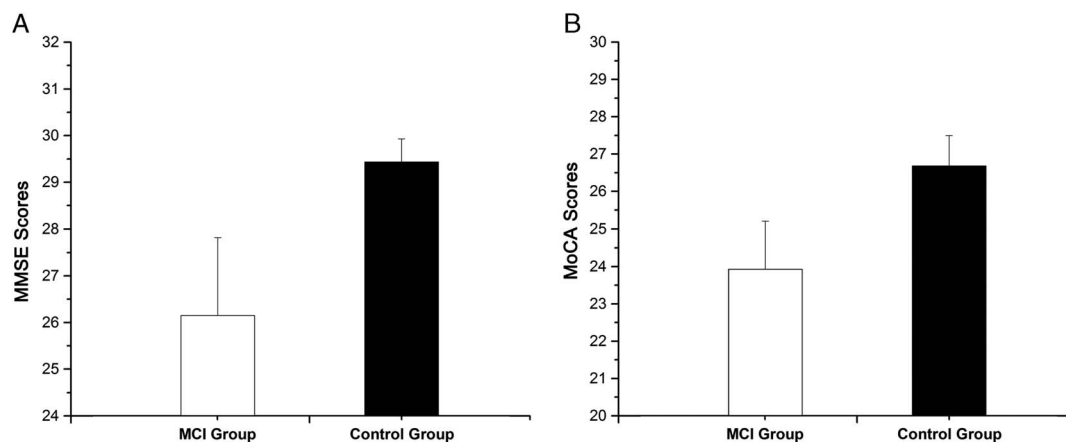 A
MMSE Scores
32
31
30
29
28
27
26
25
24
MCI Group
Control Group
B
MoCA Scores
30
29
28
27
26
25
24
23
22
21
20
MCI Group
Control Group